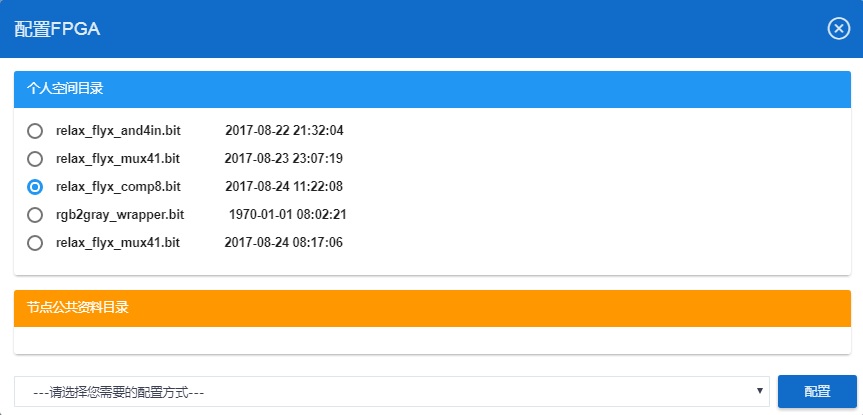 配置FPGA
个人空间目录
relax_flyx_and4in.bit 2017-08-22 21:32:04
relax_flyx_mux41.bit 2017-08-23 23:07:19
relax_flyx_comp8.bit 2017-08-24 11:22:08
rgb2gray_wrapper.bit 1970-01-01 08:02:21
relax_flyx_mux41.bit 2017-08-24 08:17:06
节点公共资料目录
---请选择您需要的配置方式--- 配置